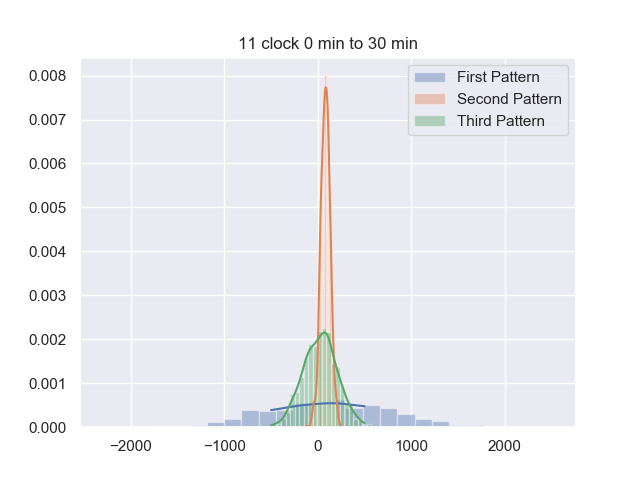 11 clock 0 min to 30 min
First Pattern
Second Pattern
Third Pattern
0.008
0.007
0.006
0.005
0.004
0.003
0.002
0.001
0.000
−2000 −1000 0 1000 2000